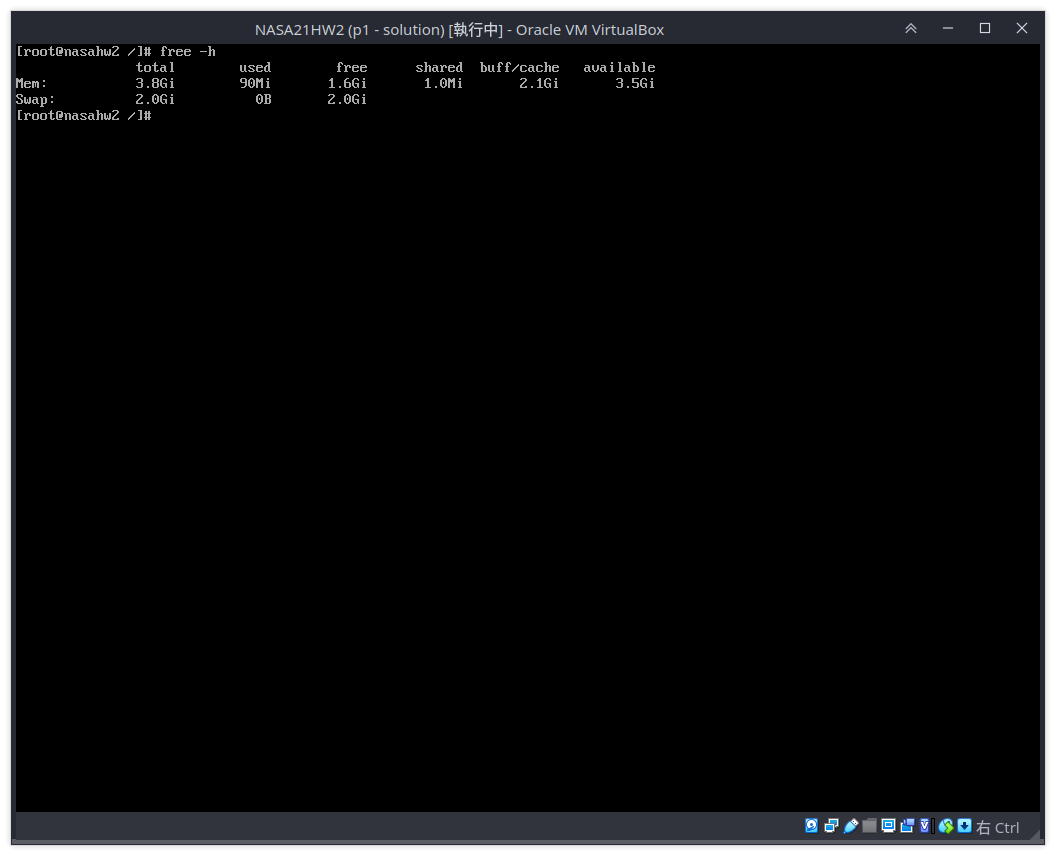 NASA21HW2 (p1 - solution) [執行中] - Oracle VM VirtualBox
[root@nasahw2 /]# free -h
total used free shared buff/cache available
Mem: 3.8Gi 90Mi 1.6Gi 1.0Mi 2.1Gi 3.5Gi
Swap: 2.0Gi 0B 2.0Gi
[root@nasahw2 /]#
右 Ctrl